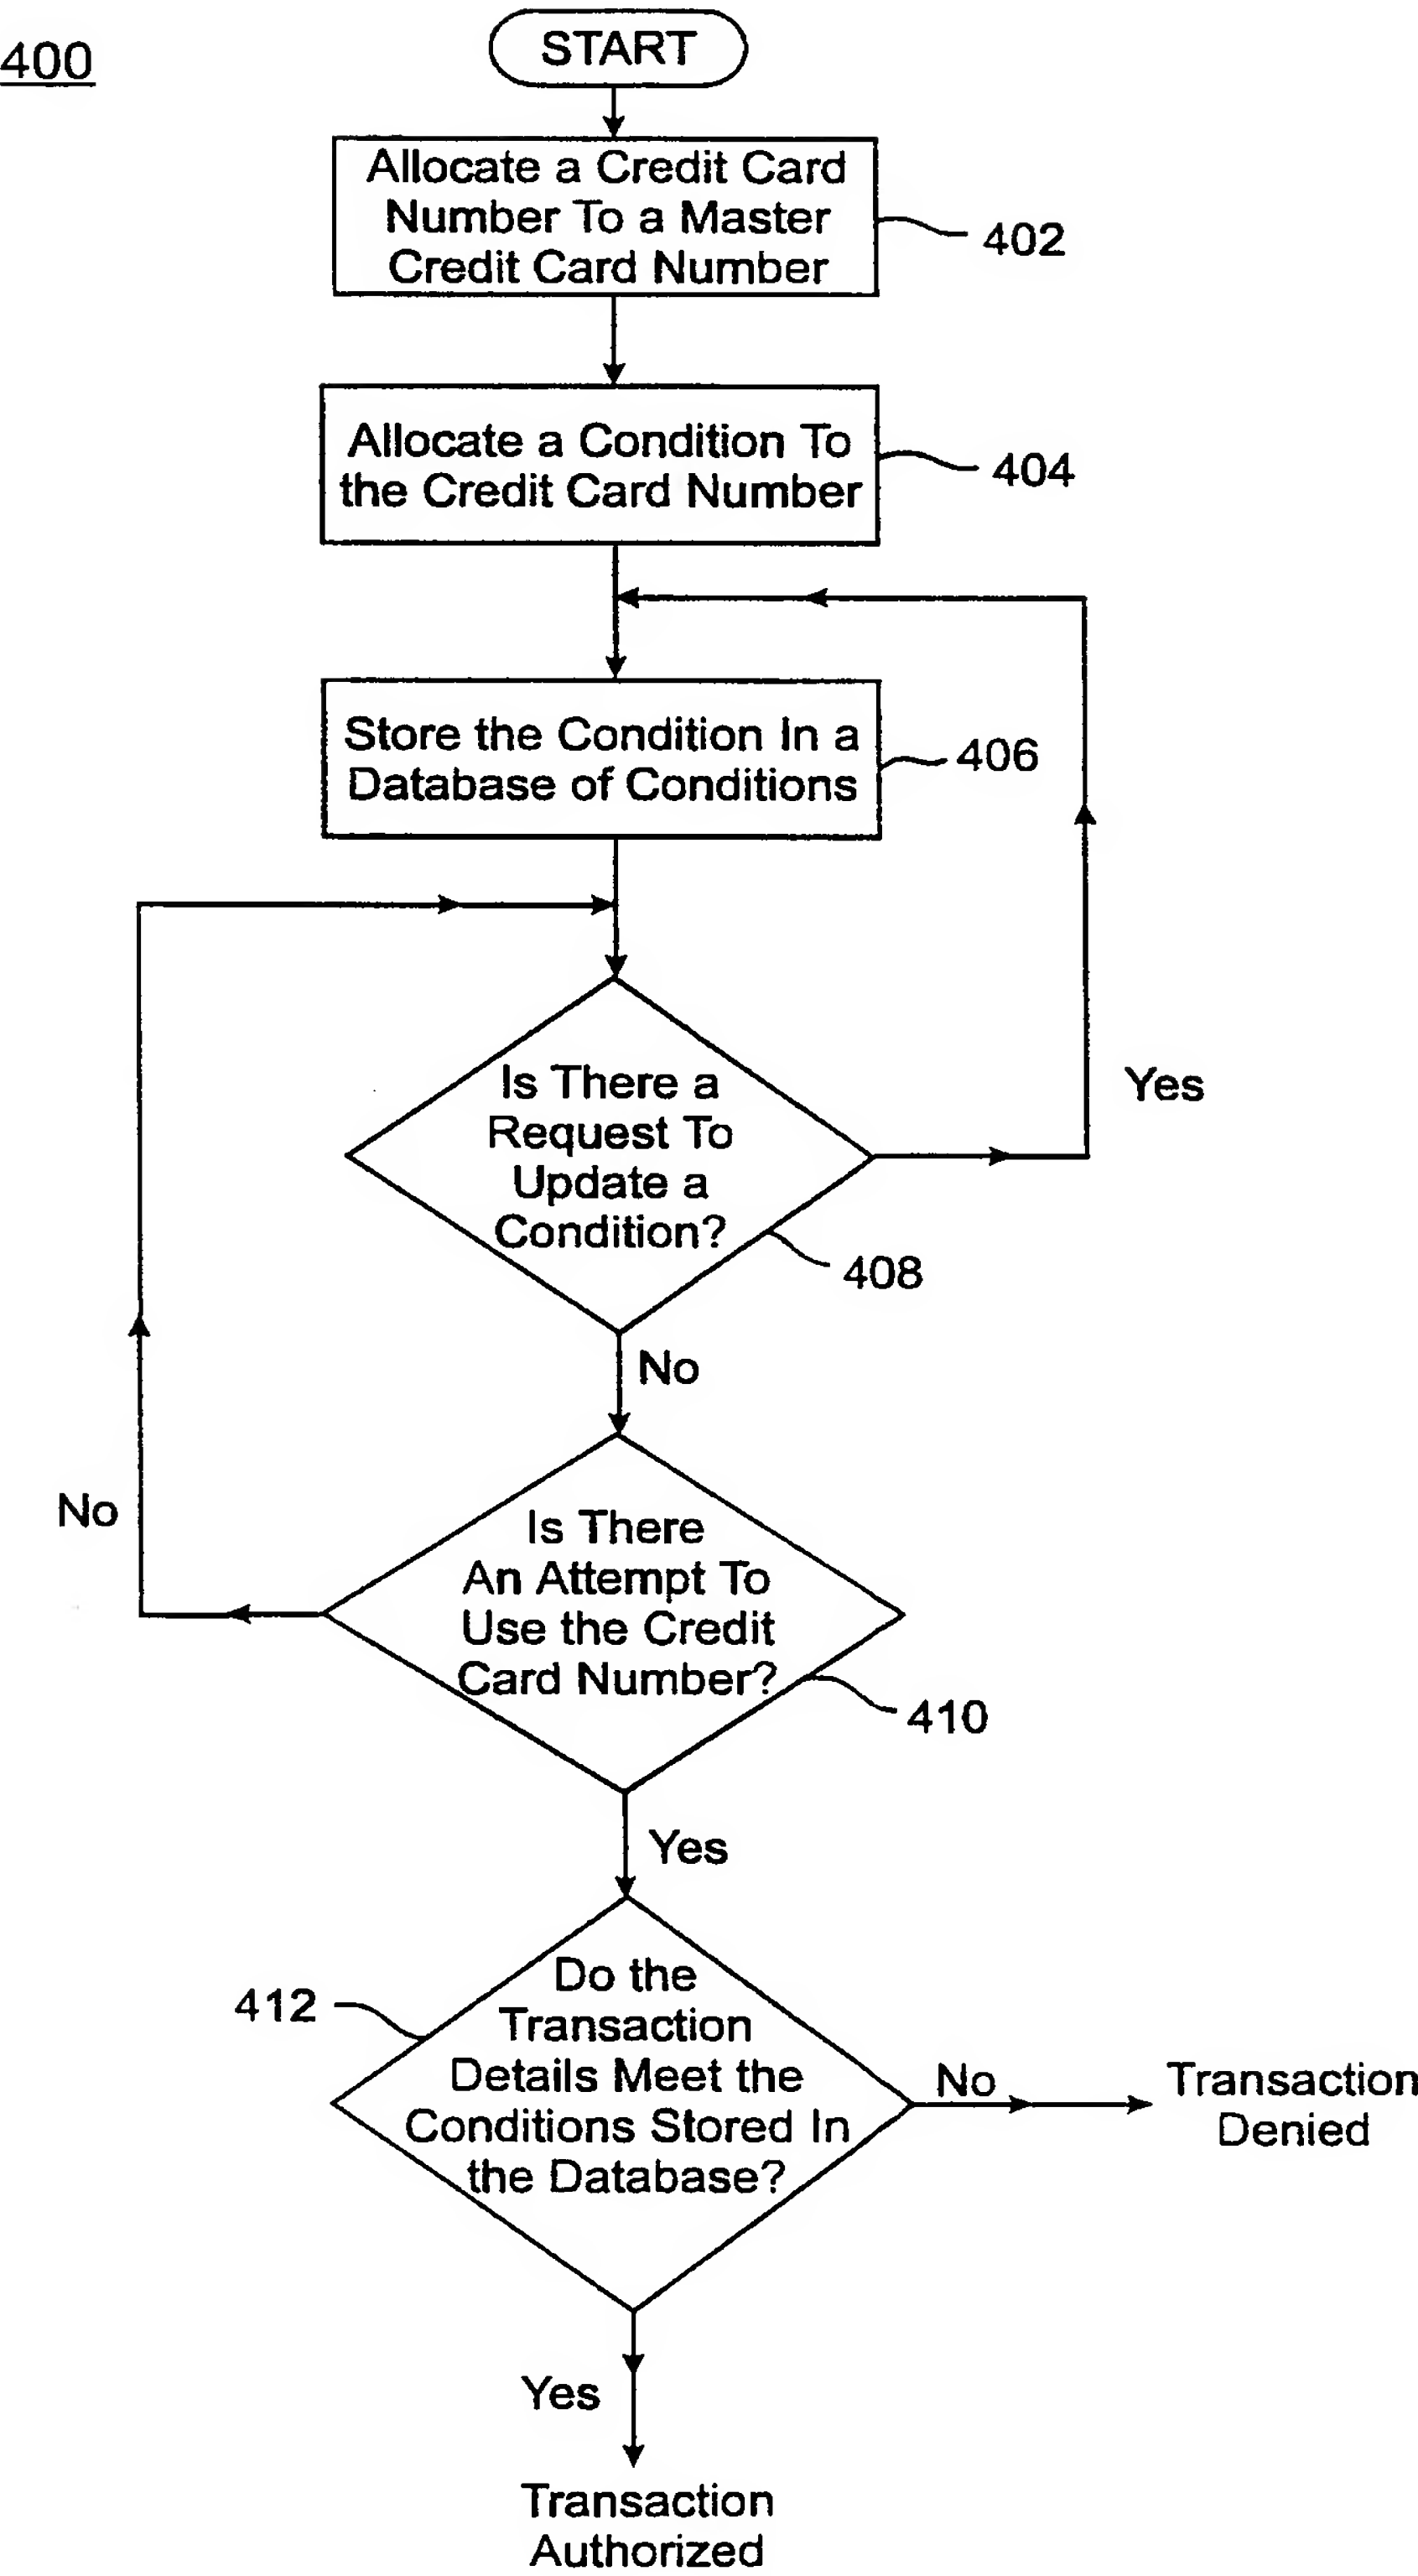 400
START
Allocate a Credit Card
Number To a Master
Credit Card Number
402
Allocate a Condition To
the Credit Card Number
404
Store the Condition In a
Database of Conditions
406
Is There a
Request To
Update a
Condition?
Yes
408
No
Is There
An Attempt To
Use the Credit
Card Number?
No
410
Yes
412
Do the
Transaction
Details Meet the
Conditions Stored In
the Database?
No
Transaction
Denied
Yes
Transaction
Authorized